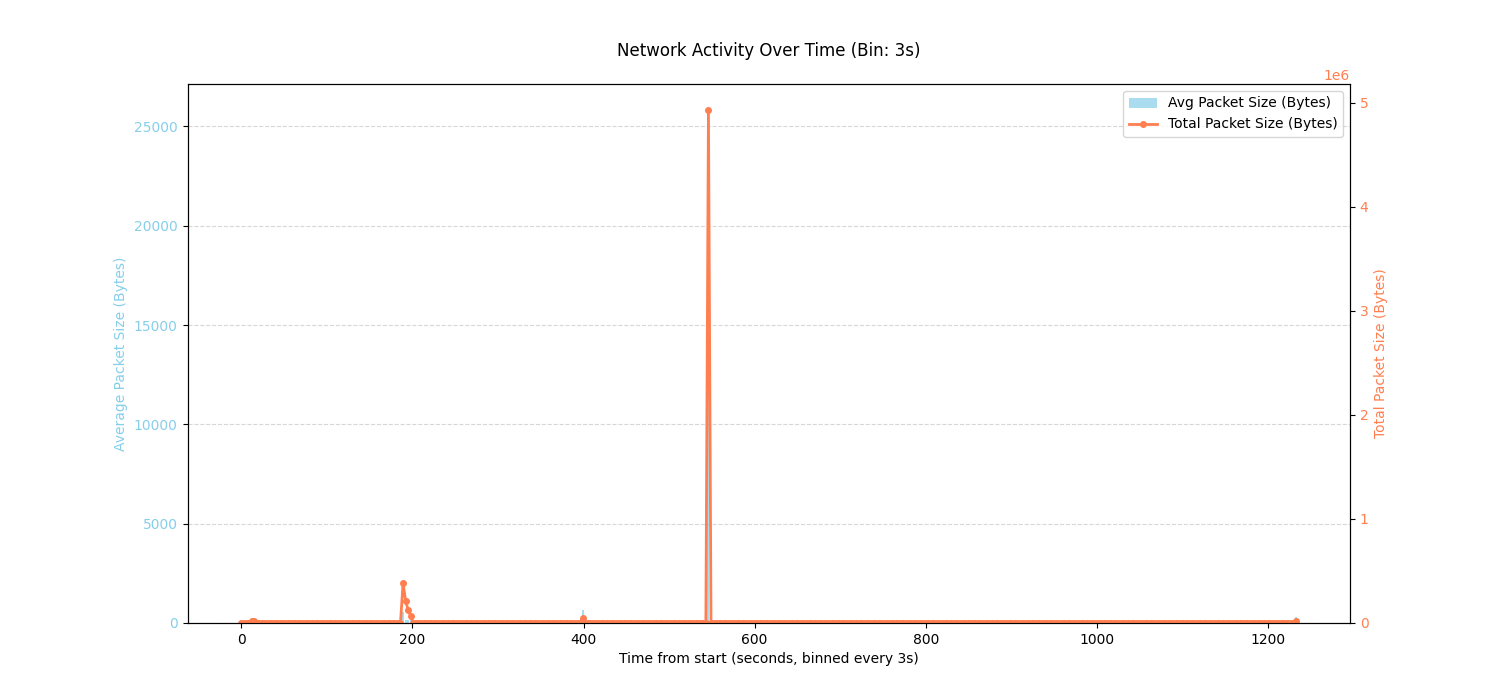 Network Activity Over Time (Bin: 3s)
1e6
Avg Packet Size (Bytes)
Total Packet Size (Bytes)
Average Packet Size (Bytes)
25000
20000
15000
10000
5000
0
5
4
3
2
1
0
Total Packet Size (Bytes)
0
200
400
600
800
1000
1200
Time from start (seconds, binned every 3s)